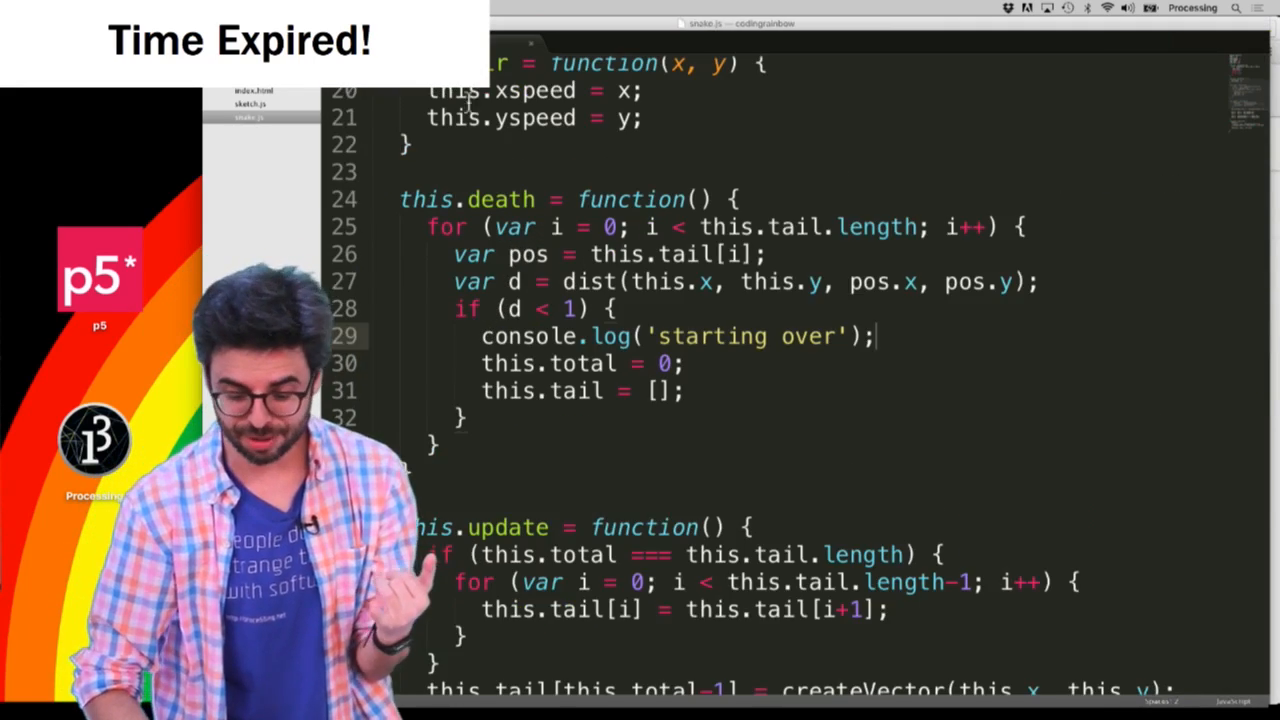 Time Expired!
Processing
snake.js — codingrainbow
index.html
sketch.js
snake.js
= function(x, y) {
20 this.xspeed = x;
21 this.yspeed = y;
22 }
23
24 this.death = function() {
25 for (var i = 0; i < this.tail.length; i++) {
26 var pos = this.tail[i];
27 var d = dist(this.x, this.y, pos.x, pos.y);
28 if (d < 1) {
29 console.log('starting over');
30 this.total = 0;
31 this.tail = [];
32 }
}
his.update = function() {
if (this.total === this.tail.length) {
for (var i = 0; i < this.tail.length-1; i++) {
this.tail[i] = this.tail[i+1];
}
}
this.tail[this.total-1] = createVector(this.x, this.y);
p5*
p5
Processing
people do
strange th
with softw
JavaScript